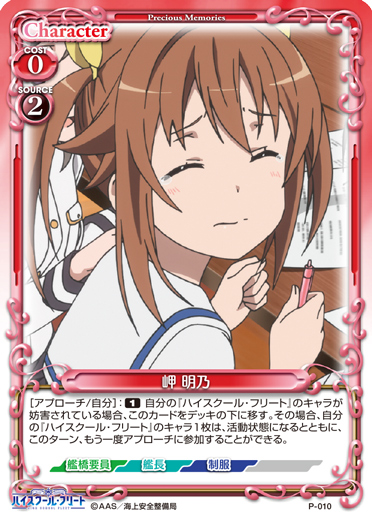 Precious Memories
Character
COST
0
SOURCE
2
岬 明乃
[アプローチ/自分]：1 自分の『ハイスクール・フリート』のキャラが
妨害されている場合、このカードをデッキの下に移す。その場合、自分
の『ハイスクール・フリート』のキャラ1枚は、活動状態になるとともに、
このターン、もう一度アプローチに参加することができる。
艦橋要員 艦長 制服
ハイスクール・フリート
©AAS／海上安全整備局 P-010